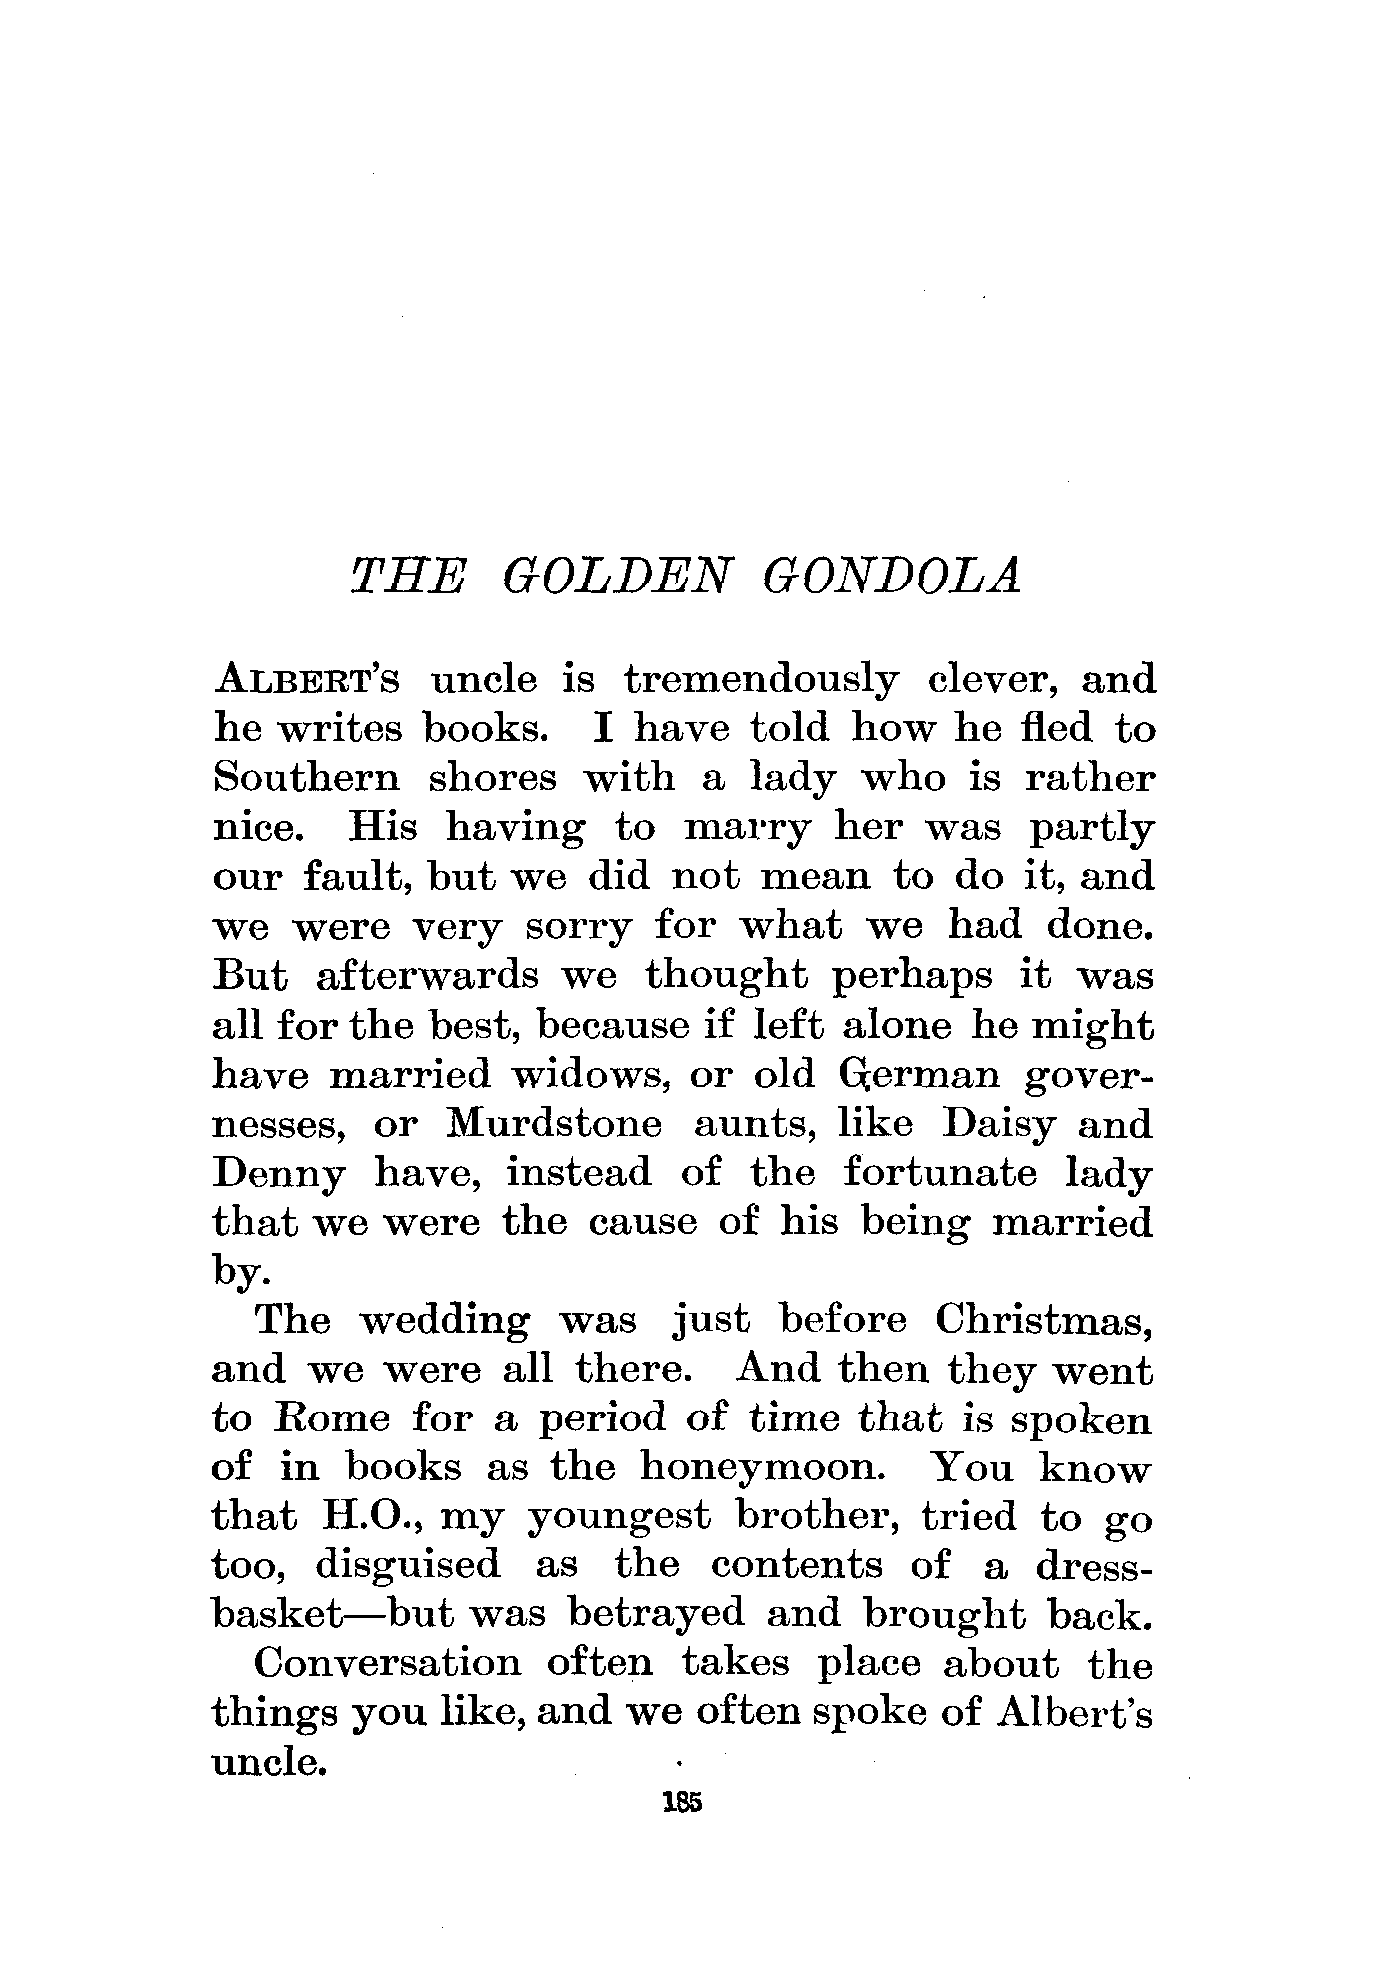 THE GOLDEN GONDOLA
ALBERT'S uncle is tremendously clever, and
he writes books. I have told how he fled to
Southern shores with a lady who is rather
nice. His having to marry her was partly
our fault, but we did not mean to do it, and
we were very sorry for what we had done.
But afterwards we thought perhaps it was
all for the best, because if left alone he might
have married widows, or old German gover-
nesses, or Murdstone aunts, like Daisy and
Denny have, instead of the fortunate lady
that we were the cause of his being married
by.
The wedding was just before Christmas,
and we were all there. And then they went
to Rome for a period of time that is spoken
of in books as the honeymoon. You know
that H.O., my youngest brother, tried to go
too, disguised as the contents of a dress-
basket—but was betrayed and brought back.
Conversation often takes place about the
things you like, and we often spoke of Albert's
uncle.
185